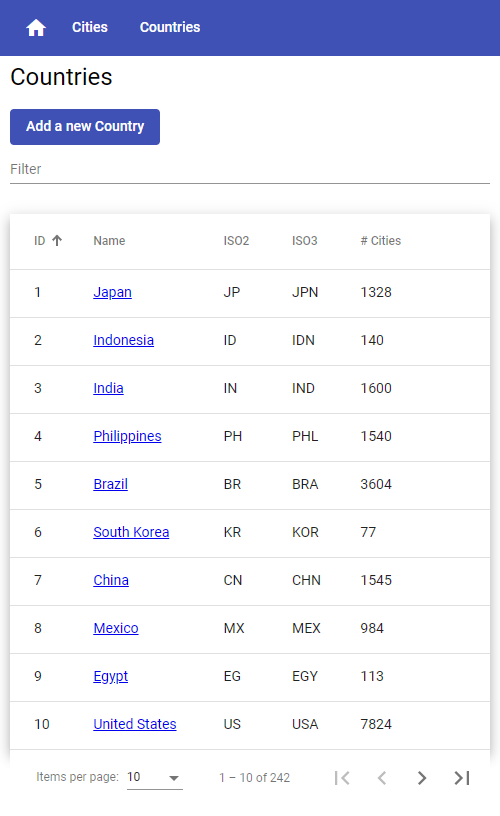 Cities Countries
Countries
Add a new Country
Filter
ID Name ISO2 ISO3 # Cities
1 Japan JP JPN 1328
2 Indonesia ID IDN 140
3 India IN IND 1600
4 Philippines PH PHL 1540
5 Brazil BR BRA 3604
6 South Korea KR KOR 77
7 China CN CHN 1545
8 Mexico MX MEX 984
9 Egypt EG EGY 113
10 United States US USA 7824
Items per page: 10 1 – 10 of 242